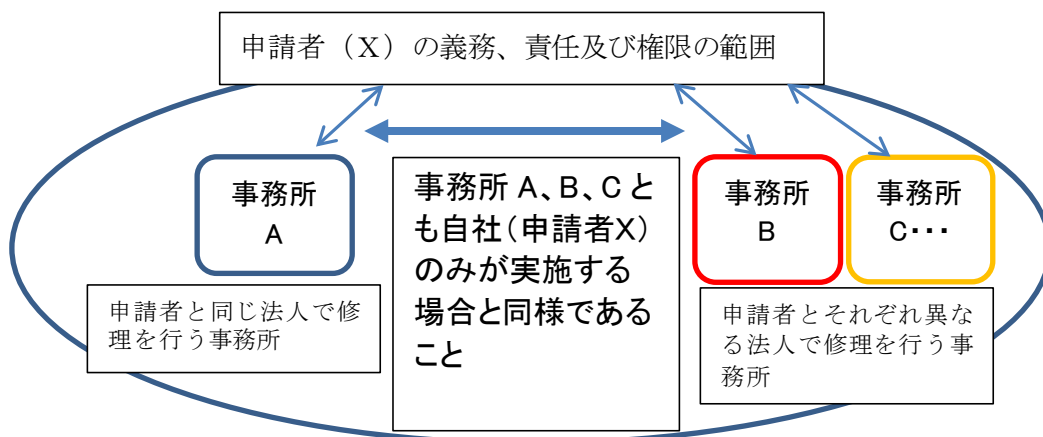 申請者（X）の義務、責任及び権限の範囲
事務所
A
事務所 A、B、C と
も自社（申請者X）
のみが実施する
場合と同様である
こと
事務所
B
事務所
C・・・
申請者と同じ法人で修
理を行う事務所
申請者とそれぞれ異な
る法人で修理を行う事
務所